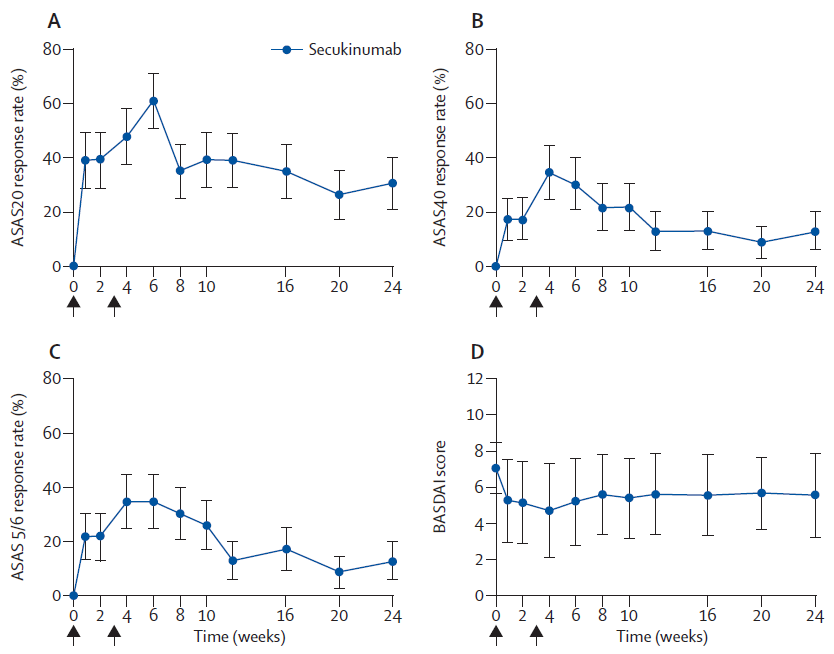 A
80
60
40
20
0
ASAS20 response rate (%)
Secukinumab
0 2 4 6 8 10 16 20 24
B
80
60
40
20
0
ASAS40 response rate (%)
0 2 4 6 8 10 16 20 24
C
80
60
40
20
0
ASAS 5/6 response rate (%)
0 2 4 6 8 10 16 20 24
Time (weeks)
D
12
10
8
6
4
2
0
BASDAI score
0 2 4 6 8 10 16 20 24
Time (weeks)